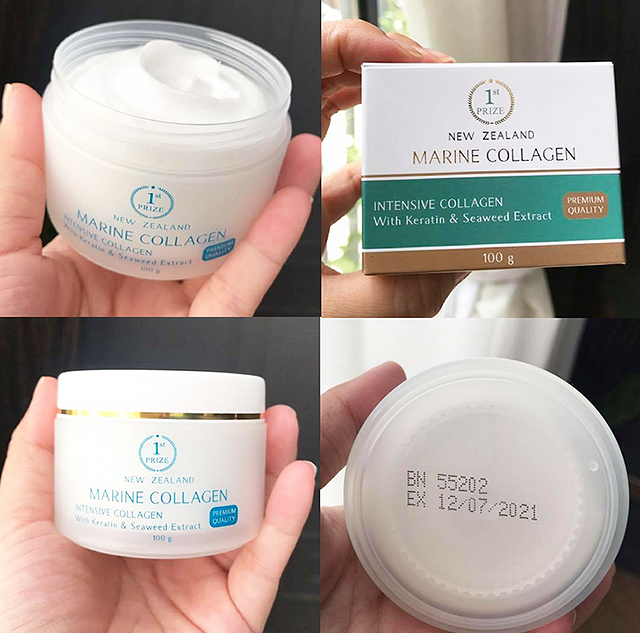 1st
PRIZE
NEW ZEALAND
MARINE COLLAGEN
INTENSIVE COLLAGEN
With Keratin & Seaweed Extract
PREMIUM
QUALITY
100 g
1st
PRIZE
NEW ZEALAND
MARINE COLLAGEN
INTENSIVE COLLAGEN
With Keratin & Seaweed Extract
PREMIUM
QUALITY
100 g
1st
PRIZE
NEW ZEALAND
MARINE COLLAGEN
INTENSIVE COLLAGEN
With Keratin & Seaweed Extract
PREMIUM
QUALITY
100 g
BN 55202
EX 12/07/2021